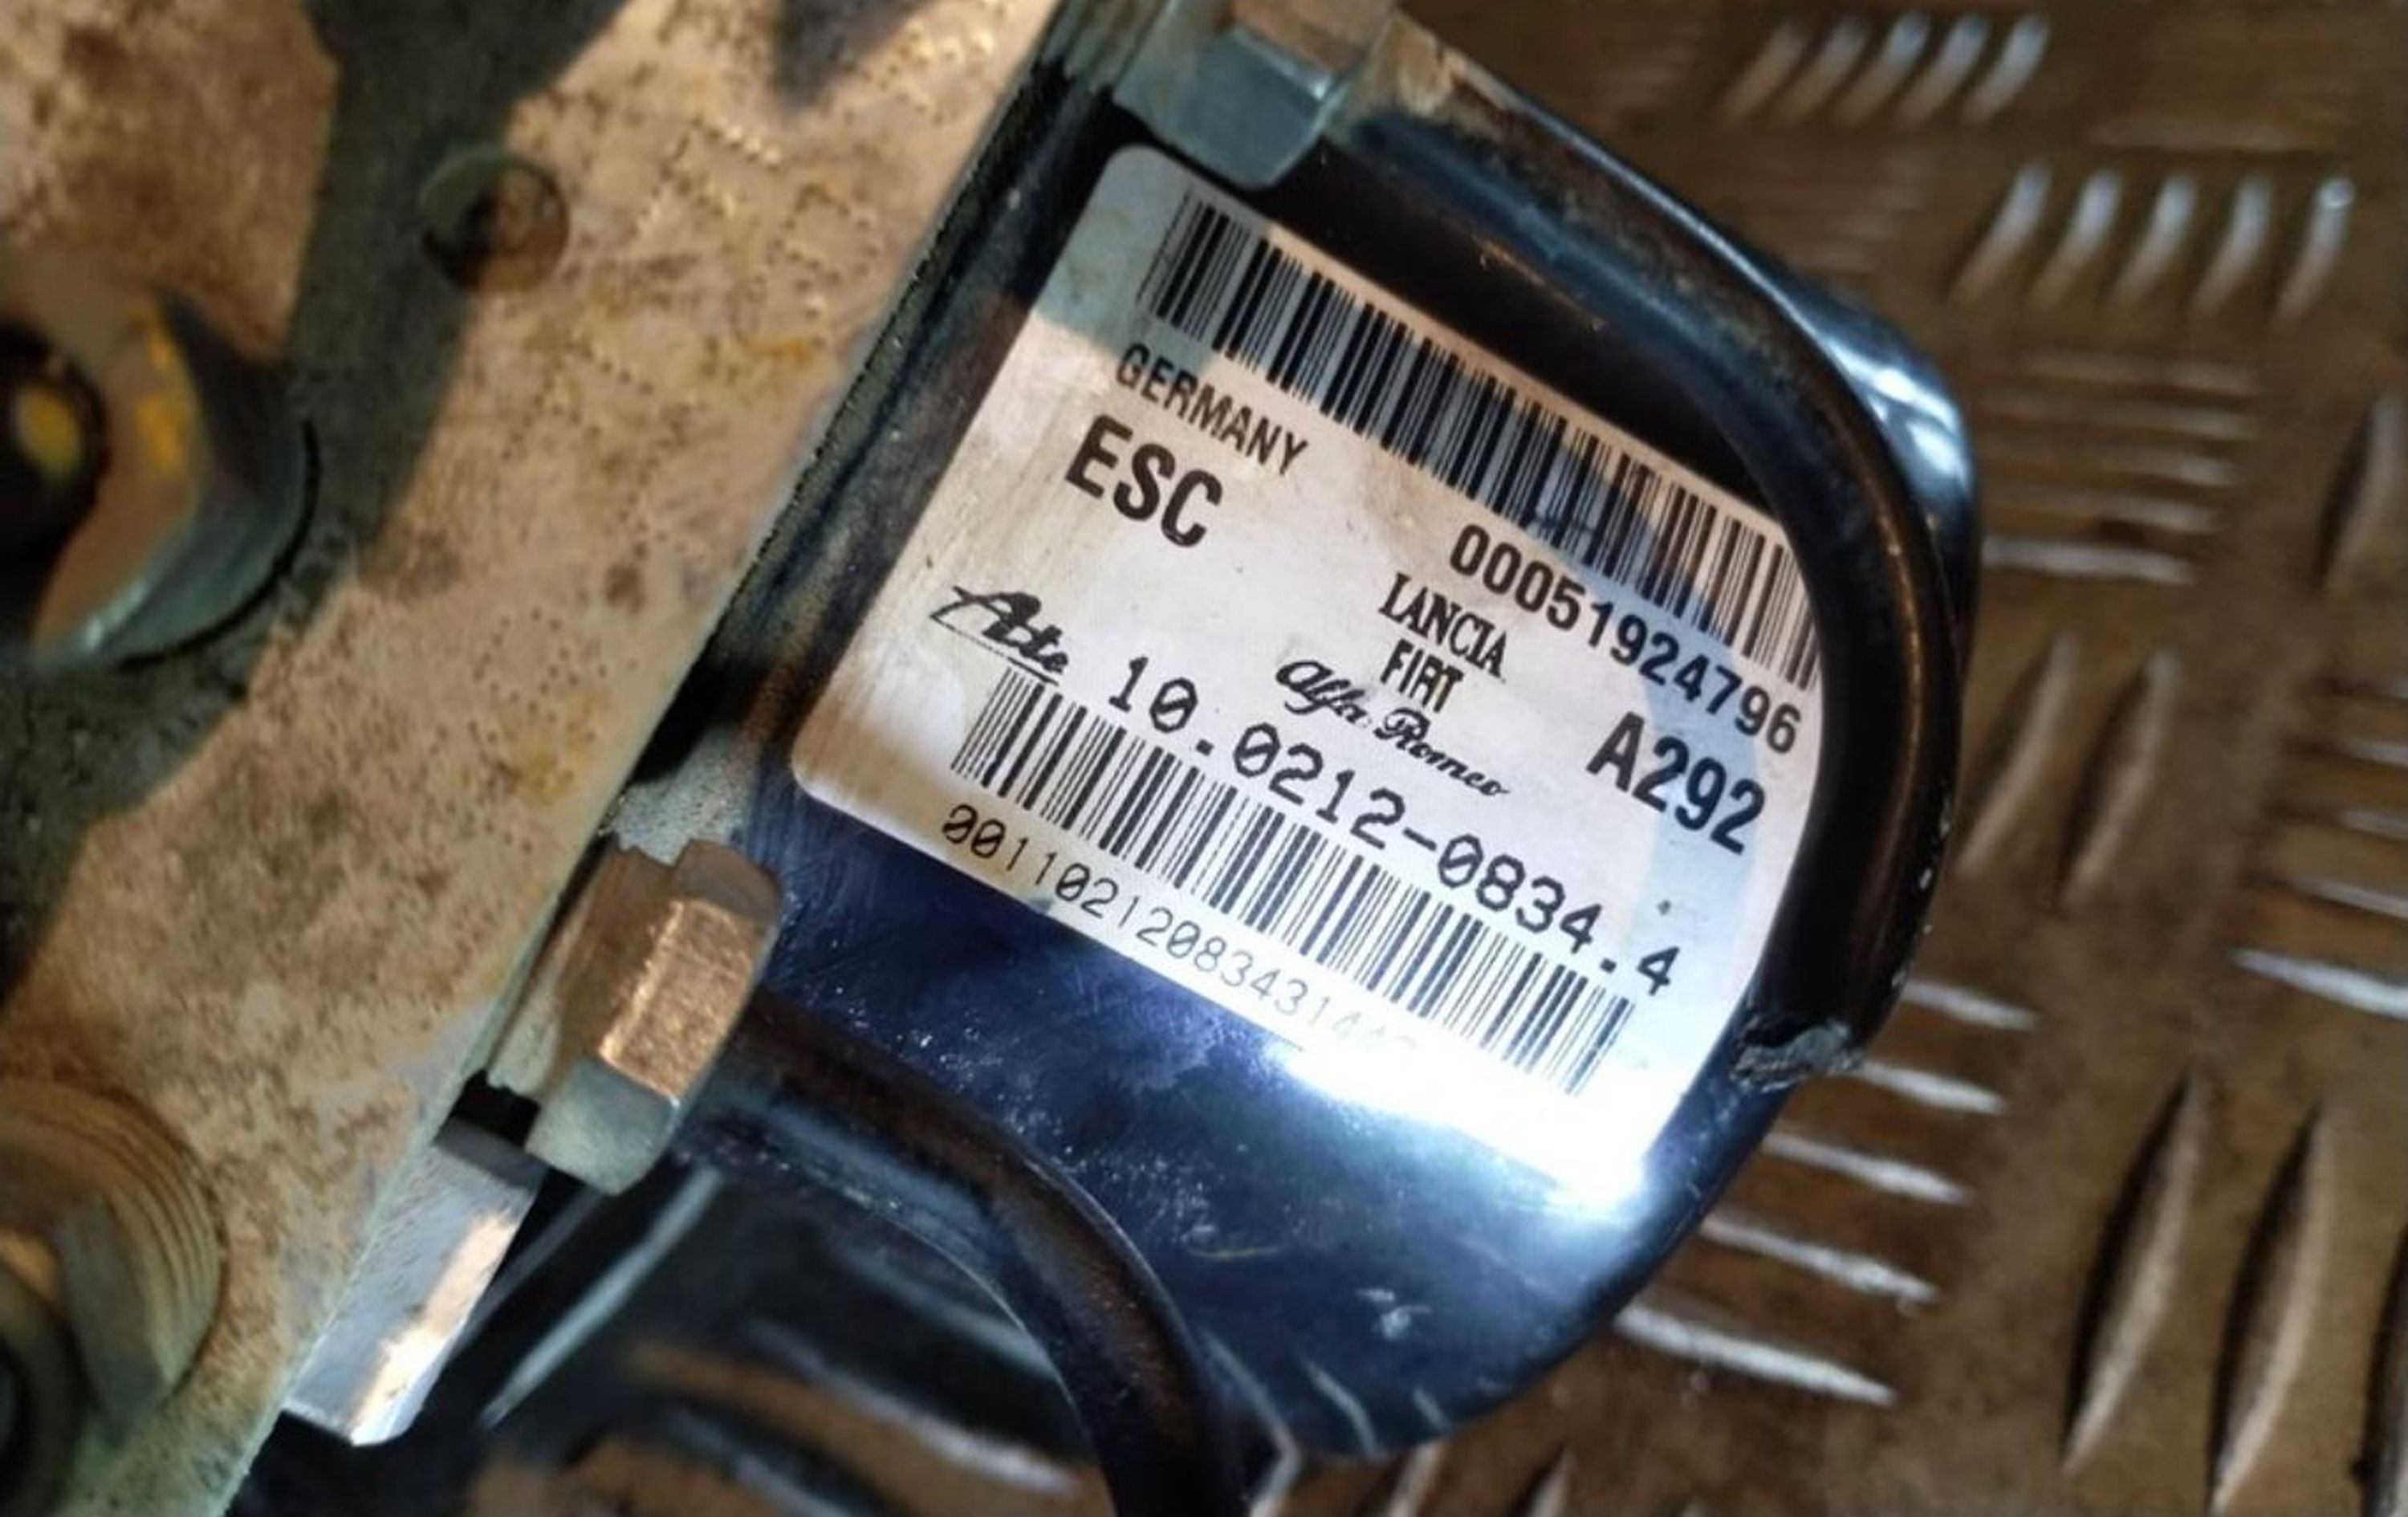 GERMANY
ESC
00051924796
LANCIA
FIAT
Alfa Romeo
A292
Ate 10.0212-0834.4